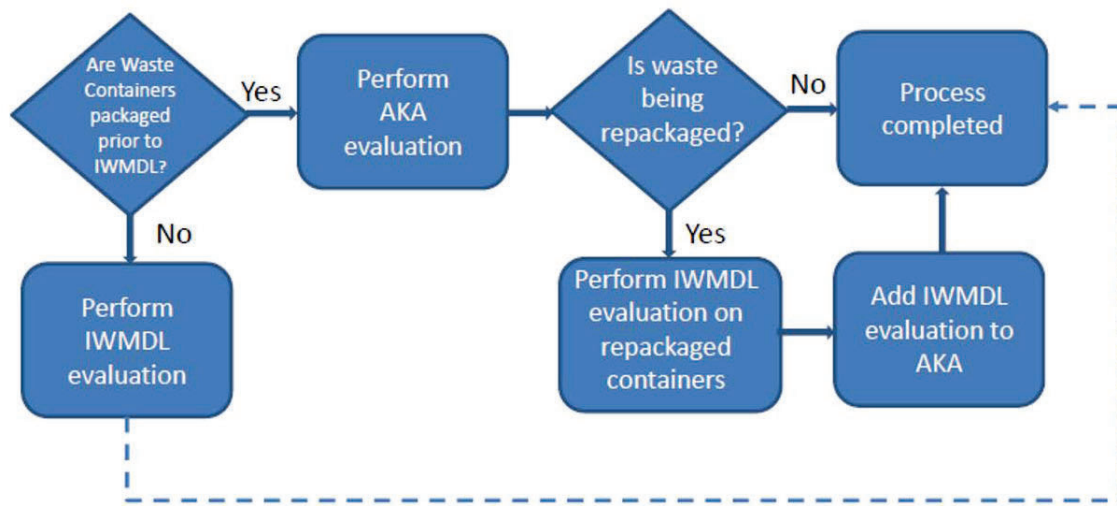 Are Waste
Containers
packaged
prior to
IWMDL?
Yes
Perform
AKA
evaluation
Is waste
being
repackaged?
No
Process
completed
No
Perform
IWMDL
evaluation
Yes
Perform IWMDL
evaluation on
repackaged
containers
Add IWMDL
evaluation to
AKA